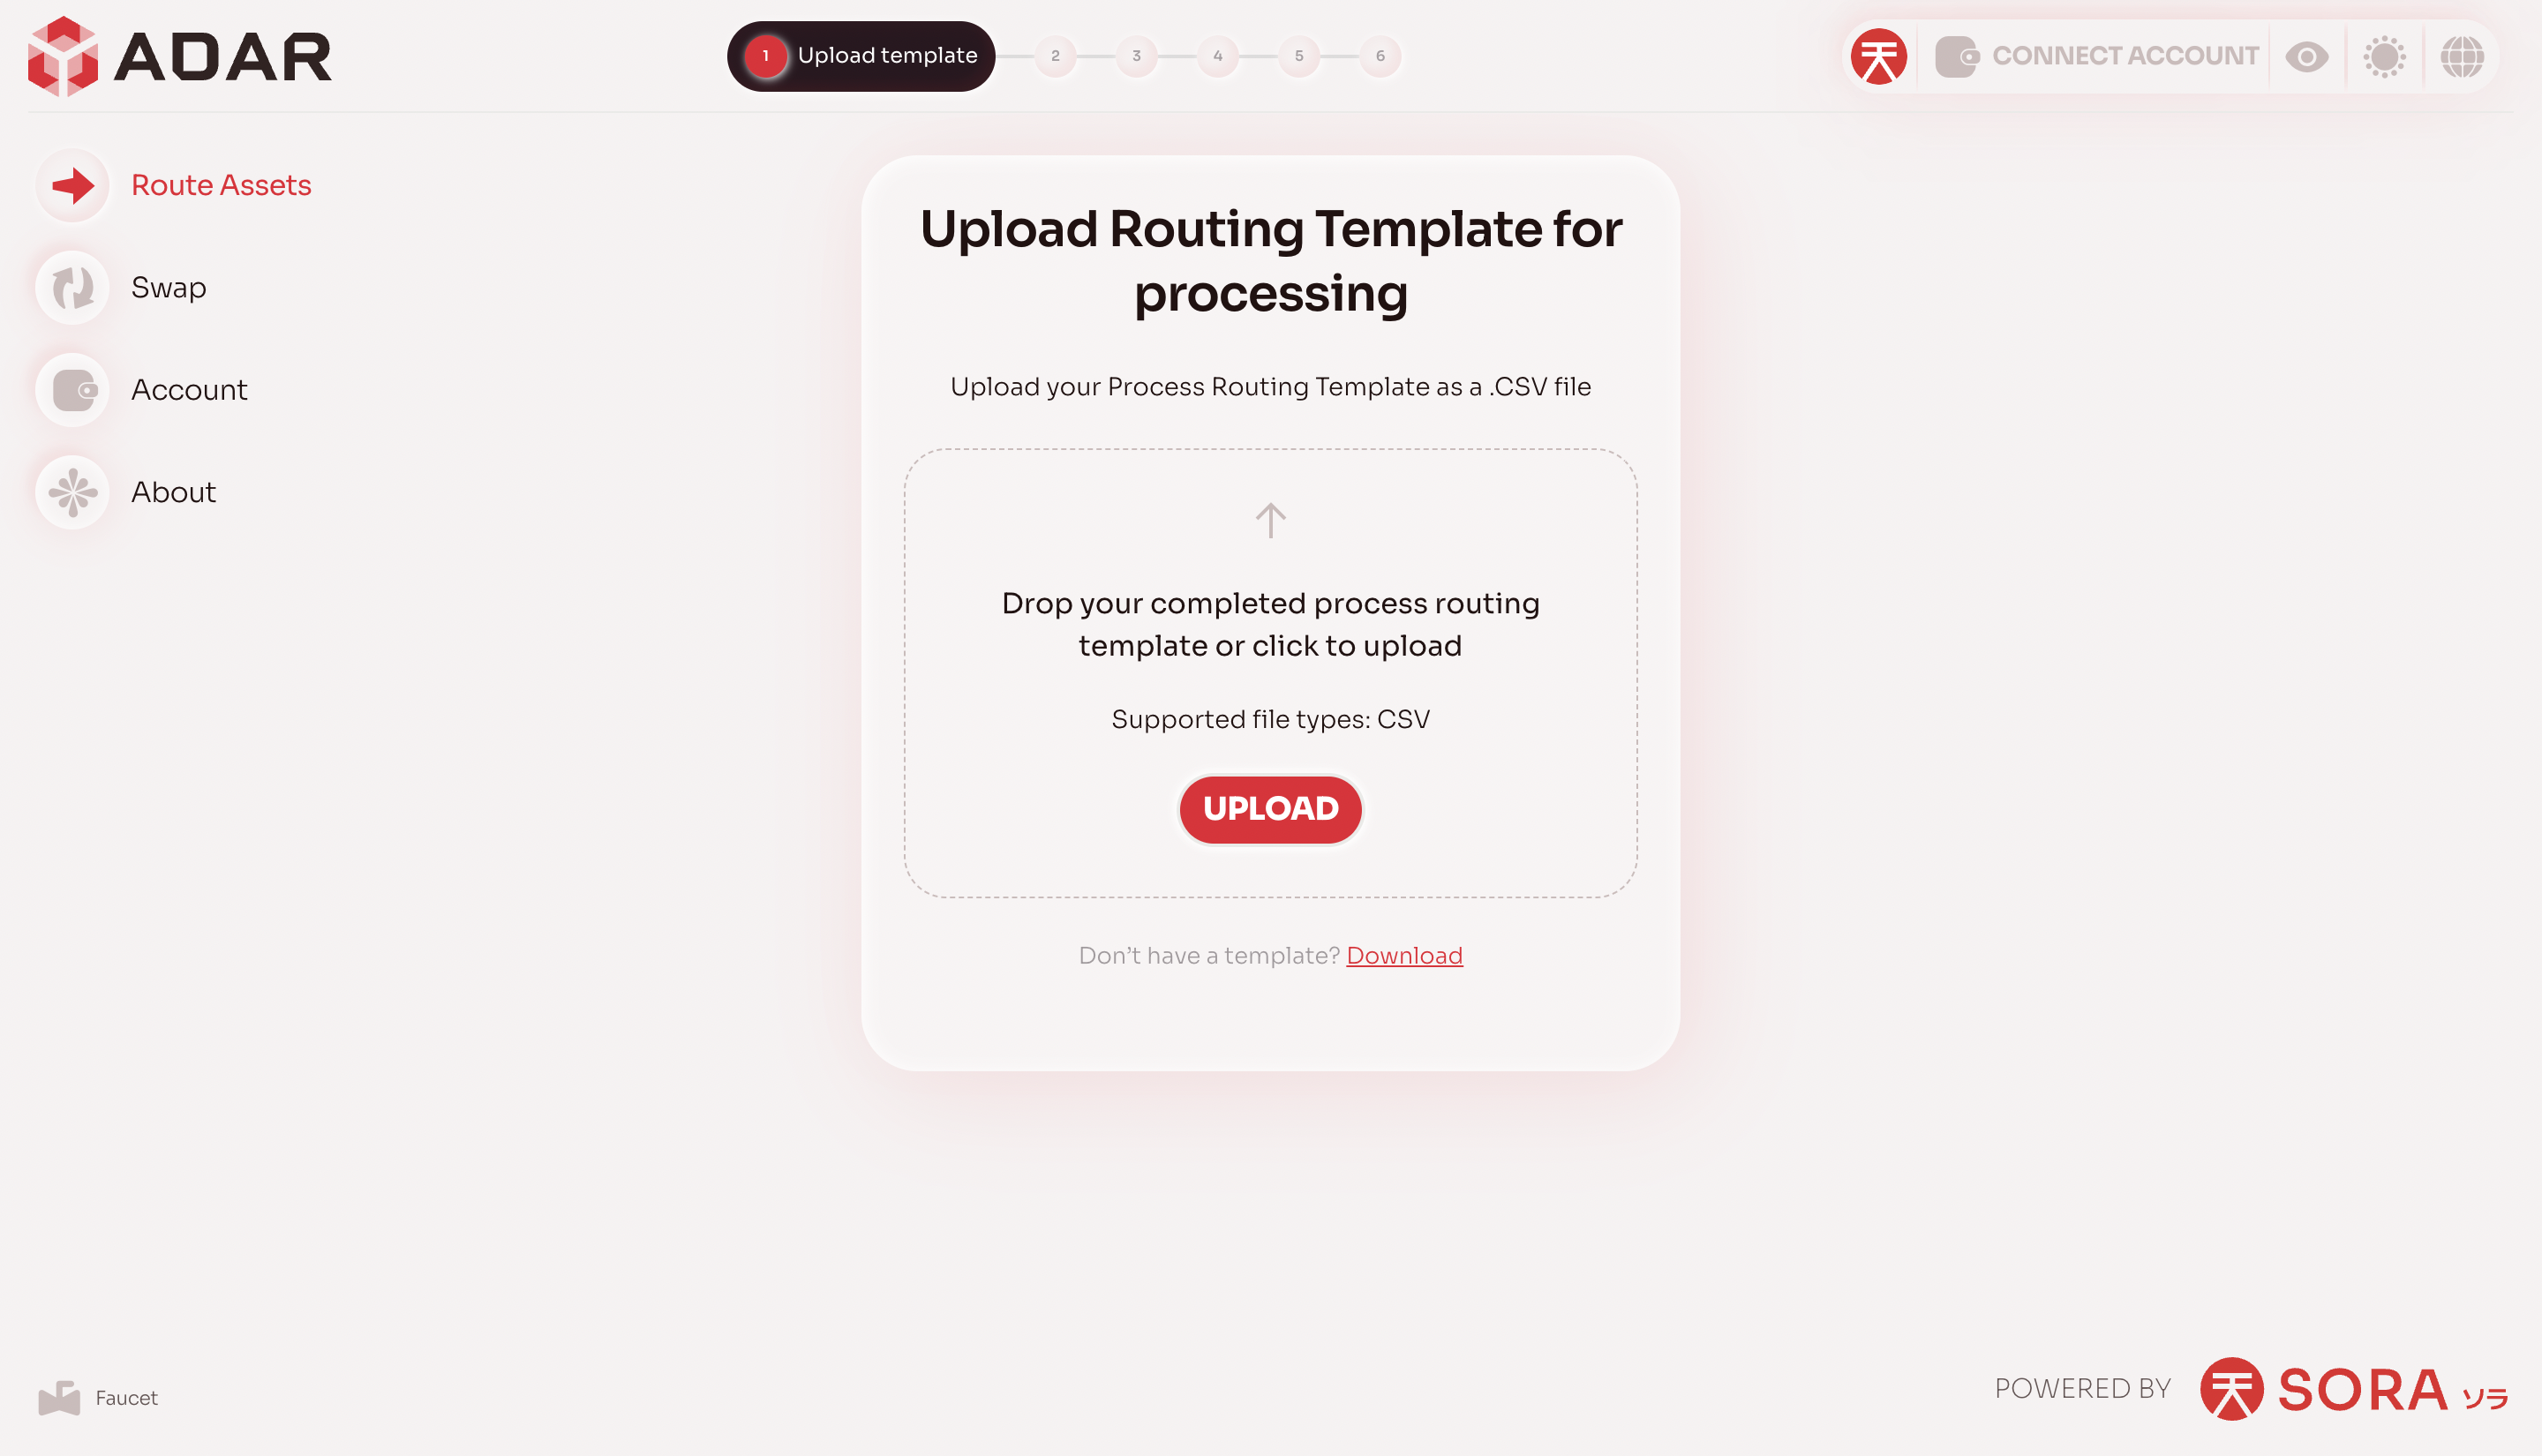 ADAR
1 Upload template 2 3 4 5 6
天 CONNECT ACCOUNT
Route Assets
Swap
Account
About
Upload Routing Template for
processing
Upload your Process Routing Template as a .CSV file
Drop your completed process routing
template or click to upload
Supported file types: CSV
UPLOAD
Don’t have a template? Download
Faucet
POWERED BY 天 SORA ソラ